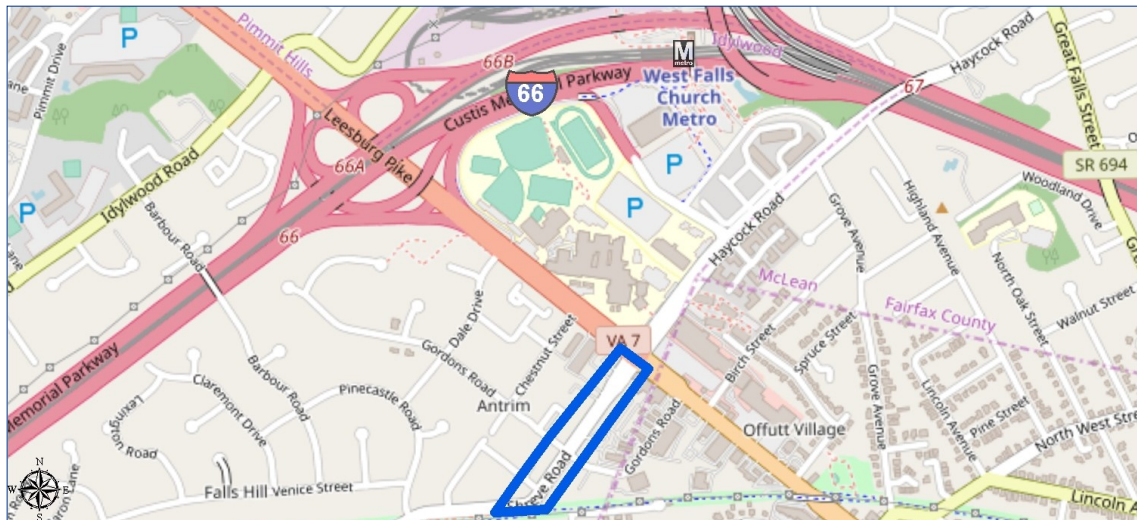 Pimmit Drive
P
Pimmit Hills
66B
M
metro
Idylwood
Haycock Road
Great Falls Street
66
Custis Memorial Parkway
West Falls
Church
Metro
67
Leesburg Pike
66A
P
SR 694
Woodland Drive
P
Idylwood Road
P
Barbour Road
66
Haycock Road
Grove Avenue
Highland Avenue
North Oak Street
Walnut Street
McLean
Fairfax County
Dale Drive
Chestnut Street
VA 7
Birch Street
Spruce Street
Memorial Parkway
Gordons Road
Barbour Road
Claremont Drive
Pinecastle Road
Lexington Road
Antrim
Grove Avenue
Lincoln Avenue
Pine Street
Offutt Village
North West Street
Gordons Road
Shreve Road
N
W
E
S
Falls Hill
Venice Street
Lincoln A